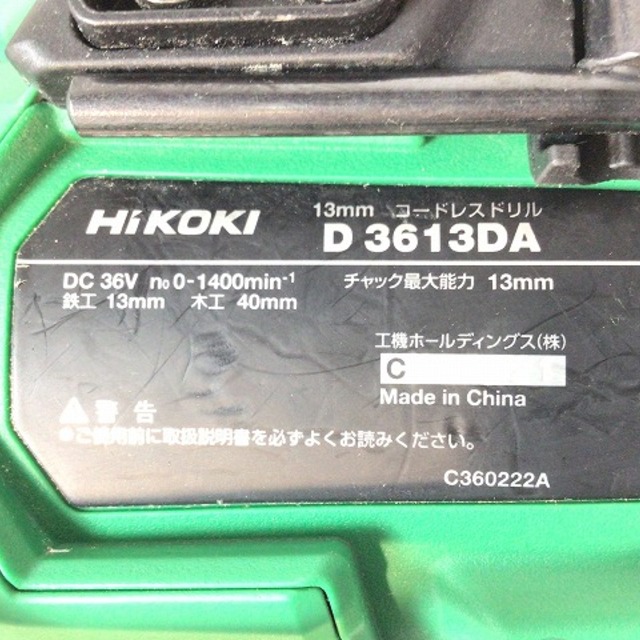 HiKOKI
13mm コードレスドリル
D 3613DA
DC 36V n₀ 0-1400min⁻¹ チャック最大能力 13mm
鉄工 13mm 木工 40mm
工機ホールディングス(株)
C 1
Made in China
警告
●ご使用前に取扱説明書を必ずよくお読みください。
C360222A